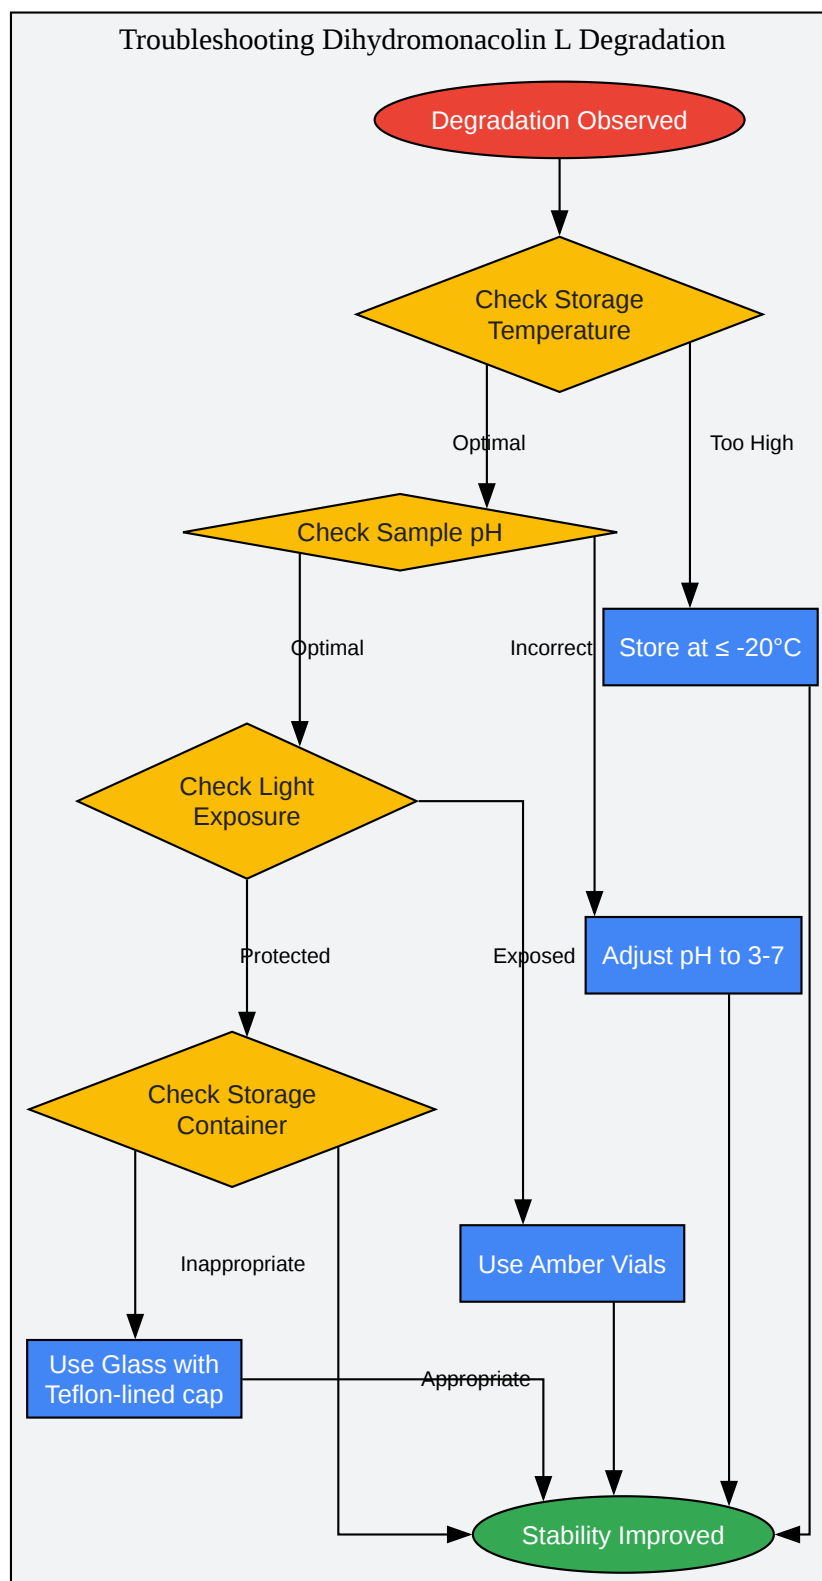 Troubleshooting Dihydromonacolin L Degradation
Degradation Observed
Check Storage
Temperature
Optimal
Too High
Check Sample pH
Optimal
Incorrect
Store at ≤ -20°C
Check Light
Exposure
Protected
Exposed
Adjust pH to 3-7
Check Storage
Container
Inappropriate
Use Amber Vials
Use Glass with
Teflon-lined cap
Appropriate
Stability Improved